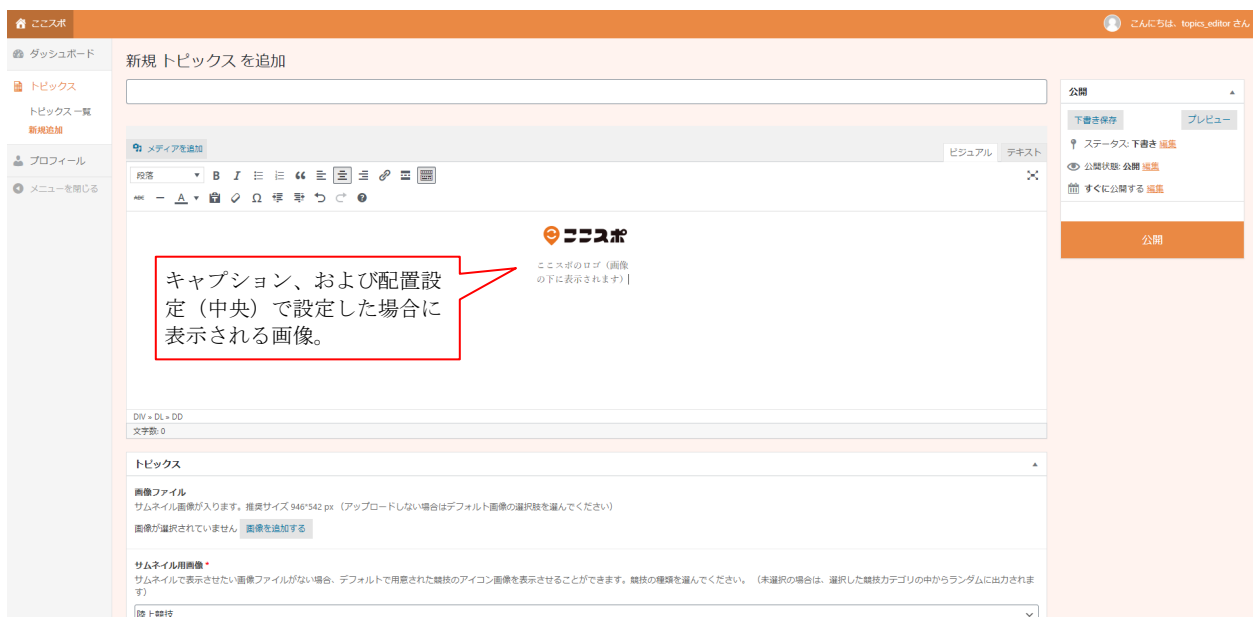 ここスポ
こんにちは、topics_editor さん
ダッシュボード
トピックス
トピックス 一覧
新規追加
プロフィール
メニューを閉じる
新規 トピックス を追加
メディアを追加
ビジュアル テキスト
段落
B I
ABC A Ω
ここスポ
ここスポのロゴ（画像
の下に表示されます）
キャプション、および配置設
定（中央）で設定した場合に
表示される画像。
DIV » DL » DD
文字数: 0
トピックス
画像ファイル
サムネイル画像が入ります。推奨サイズ 946*542 px （アップロードしない場合はデフォルト画像の選択肢を選んでください）
画像が選択されていません 画像を追加する
サムネイル用画像 *
サムネイルで表示させたい画像ファイルがない場合、デフォルトで用意された競技のアイコン画像を表示させることができます。競技の種類を選んでください。 （未選択の場合は、選択した競技カテゴリの中からランダムに出力されま
す）
陸上競技
公開
下書き保存 プレビュー
ステータス: 下書き 編集
公開状態: 公開 編集
すぐに公開する 編集
公開